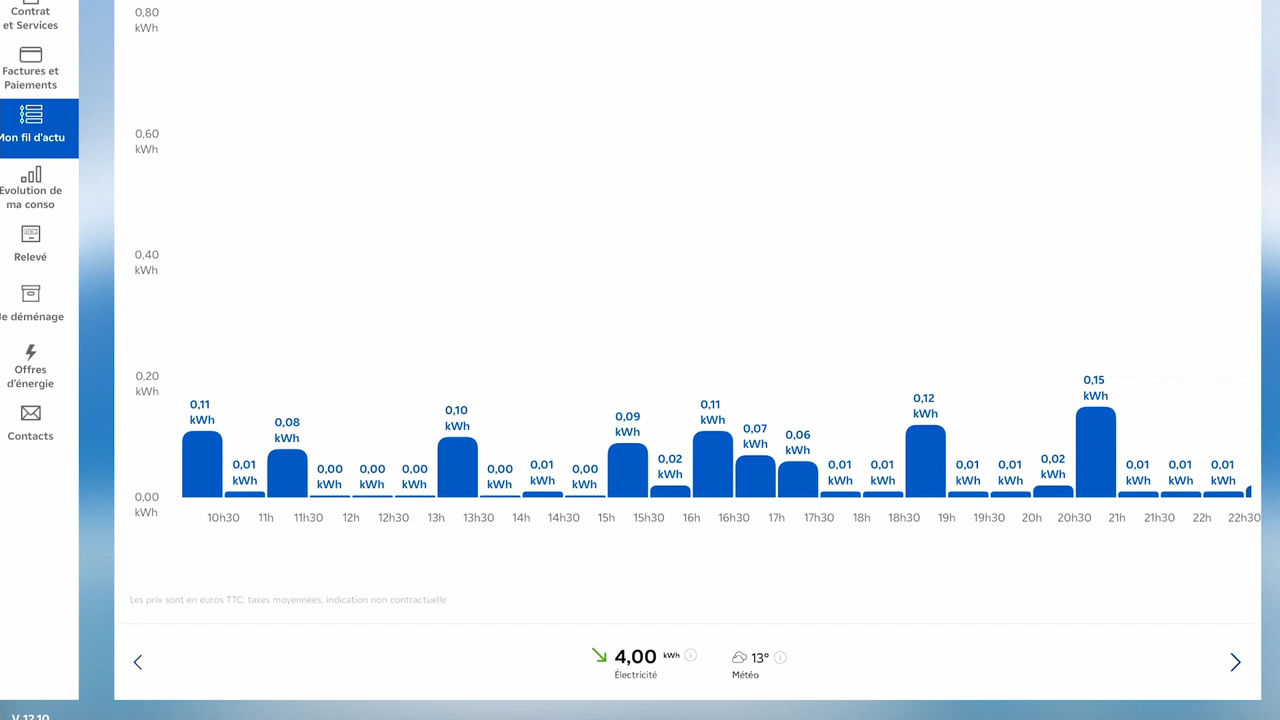 Contrat
et Services
Factures et
Paiements
Mon fil d'actu
Evolution de
ma conso
Relevé
Je déménage
Offres
d'énergie
Contacts
V 12.10
0,80
kWh
0,60
kWh
0,40
kWh
0,20
kWh
0,00
kWh
0,11
kWh
0,01
kWh
0,08
kWh
0,00
kWh
0,00
kWh
0,00
kWh
0,10
kWh
0,00
kWh
0,01
kWh
0,00
kWh
0,09
kWh
0,02
kWh
0,11
kWh
0,07
kWh
0,06
kWh
0,01
kWh
0,01
kWh
0,12
kWh
0,01
kWh
0,01
kWh
0,02
kWh
0,15
kWh
0,01
kWh
0,01
kWh
0,01
kWh
10h30 11h 11h30 12h 12h30 13h 13h30 14h 14h30 15h 15h30 16h 16h30 17h 17h30 18h 18h30 19h 19h30 20h 20h30 21h 21h30 22h 22h30
Les prix sont en euros TTC: taxes moyennées, indication non contractuelle
4,00 kWh
Électricité
13°
Météo